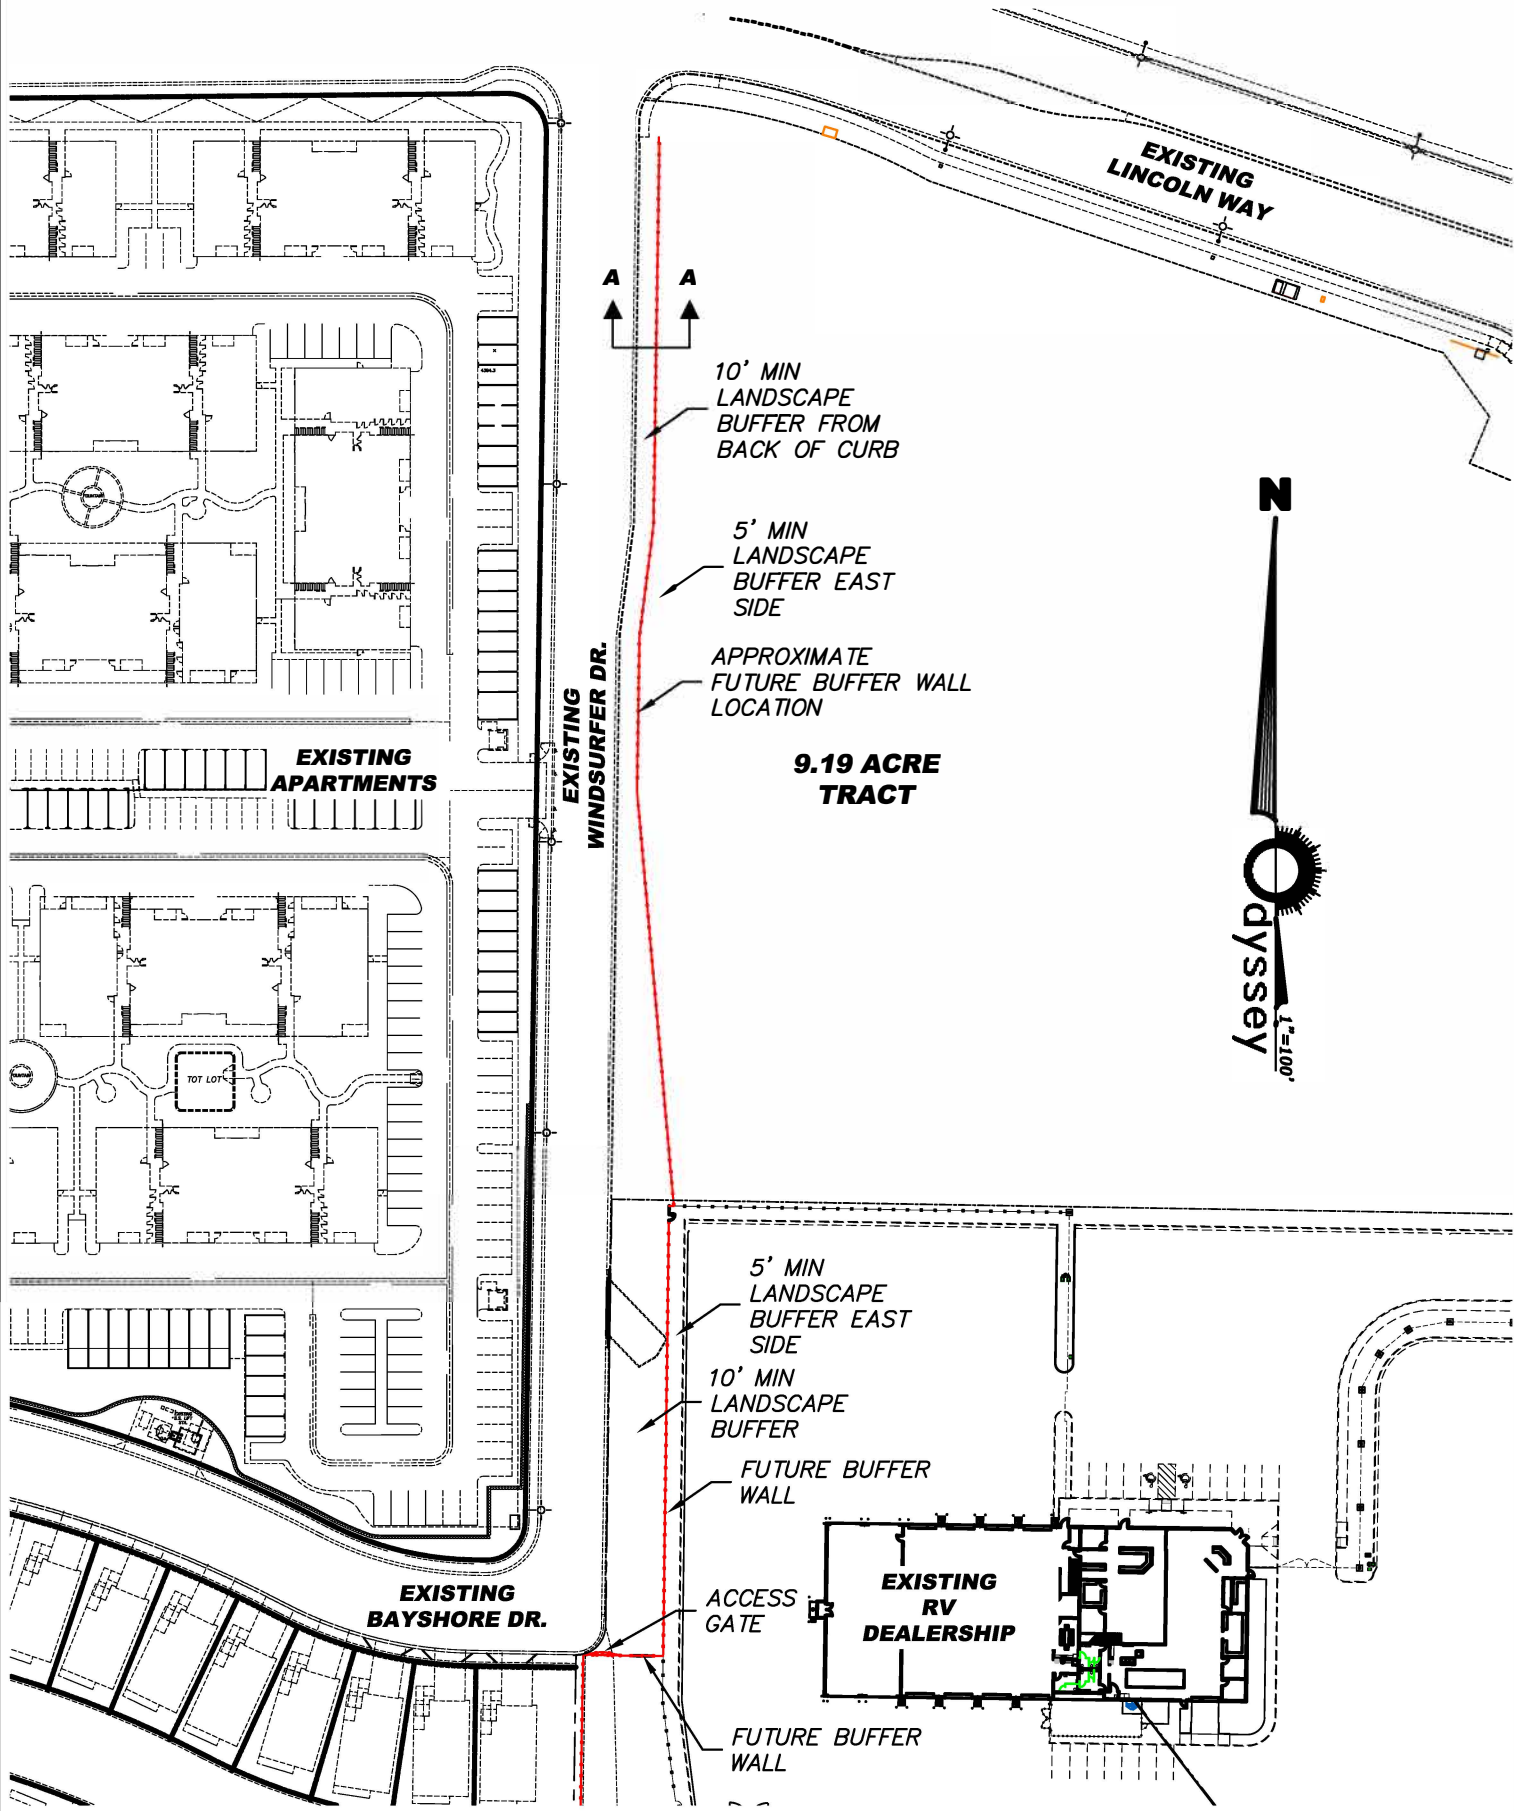 EXISTING
LINCOLN WAY
A
A
10' MIN
LANDSCAPE
BUFFER FROM
BACK OF CURB
N
5' MIN
LANDSCAPE
BUFFER EAST
SIDE
APPROXIMATE
FUTURE BUFFER WALL
LOCATION
EXISTING
WINDSURFER DR.
EXISTING
APARTMENTS
9.19 ACRE
TRACT
dyssey
1"=100'
TOT LOT
5' MIN
LANDSCAPE
BUFFER EAST
SIDE
10' MIN
LANDSCAPE
BUFFER
FUTURE BUFFER
WALL
EXISTING
BAYSHORE DR.
ACCESS
GATE
EXISTING
RV
DEALERSHIP
FUTURE BUFFER
WALL